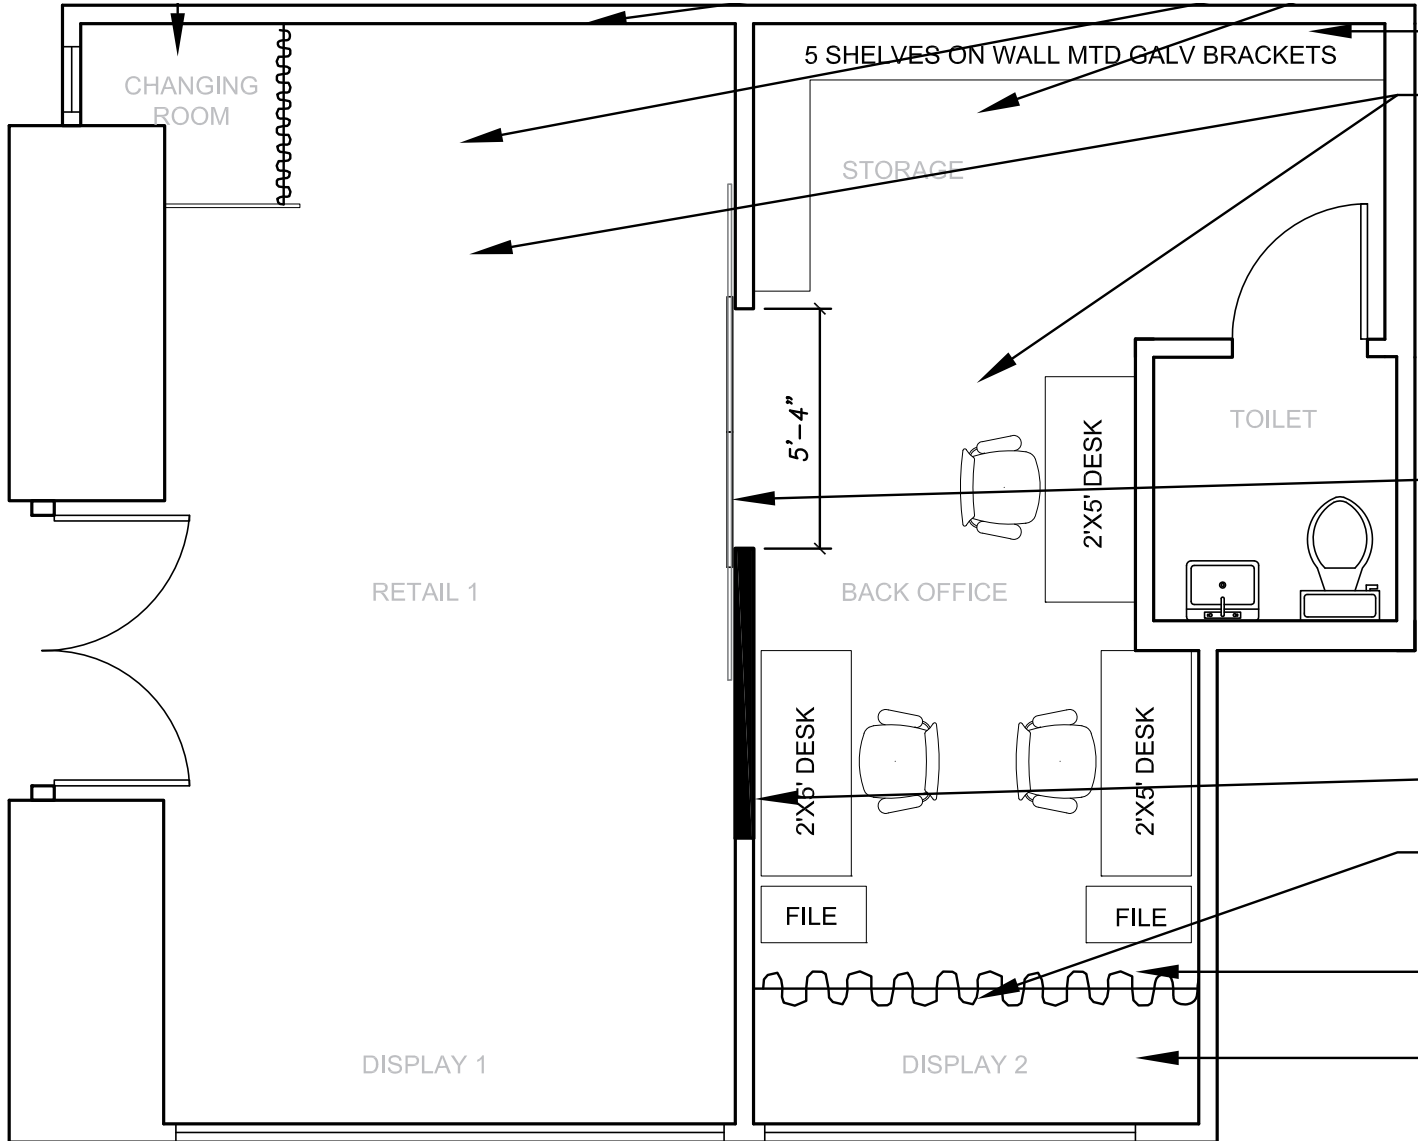 5 SHELVES ON WALL MTD GALV BRACKETS
CHANGING
ROOM
STORAGE
5'-4"
TOILET
2'X5' DESK
RETAIL 1
BACK OFFICE
2'X5' DESK
2'X5' DESK
FILE
FILE
DISPLAY 1
DISPLAY 2